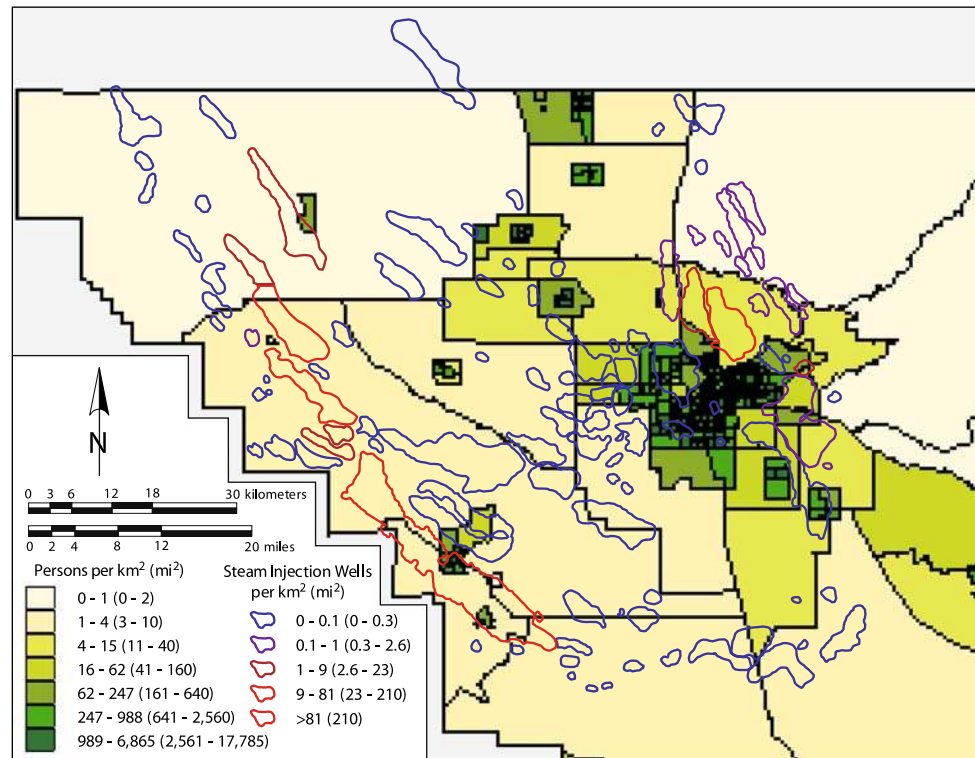 N
0 3 6 12 18 30 kilometers
0 2 4 8 12 20 miles
Persons per km² (mi²)
0 - 1 (0 - 2)
1 - 4 (3 - 10)
4 - 15 (11 - 40)
16 - 62 (41 - 160)
62 - 247 (161 - 640)
247 - 988 (641 - 2,560)
989 - 6,865 (2,561 - 17,785)
Steam Injection Wells
per km² (mi²)
0 - 0.1 (0 - 0.3)
0.1 - 1 (0.3 - 2.6)
1 - 9 (2.6 - 23)
9 - 81 (23 - 210)
>81 (210)